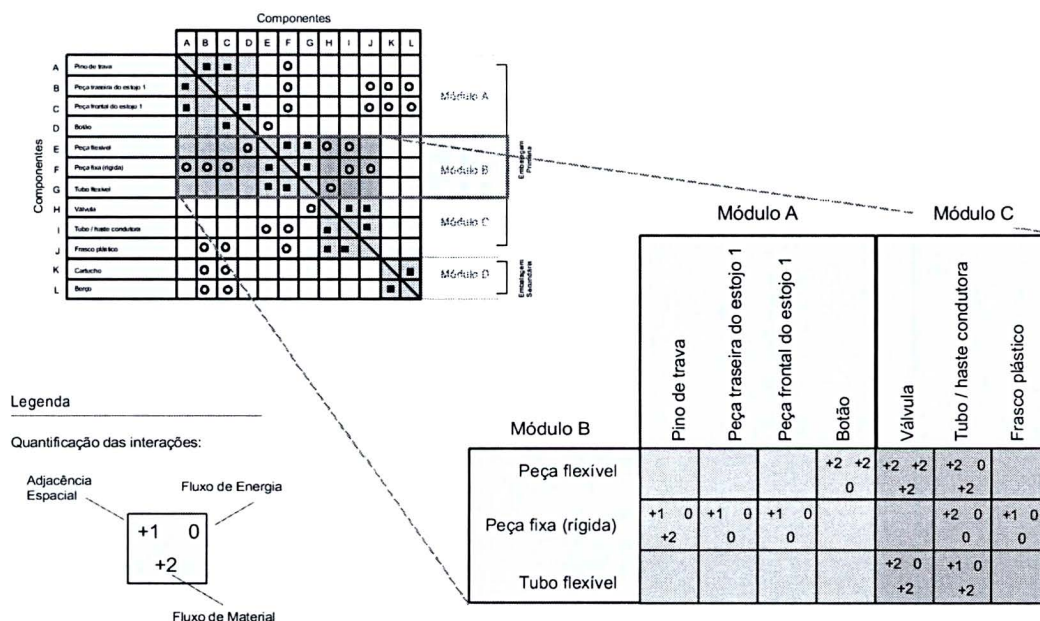 Componentes
A B C D E F G H I J K L
Componentes
A Pino de trava
B Peça traseira do estojo 1
C Peça frontal do estojo 1
D Botão
E Peça flexível
F Peça fixa (rígida)
G Tubo flexível
H Válvula
I Tubo / haste condutora
J Frasco plástico
K Cartucho
L Berço
Módulo A
Módulo B
Módulo C
Módulo D
Embalagem Primária
Embalagem Secundária
Legenda
Quantificação das interações:
Adjacência
Espacial
Fluxo de Energia
+1 0
+2
Fluxo de Material
Módulo A Módulo C
Módulo B
Pino de trava
Peça traseira do estojo 1
Peça frontal do estojo 1
Botão
Válvula
Tubo / haste condutora
Frasco plástico
Peça flexível
+2 +2 +2 +2 +2 0
0 +2 +2
Peça fixa (rígida)
+1 0 +1 0 +1 0 +2 0 +1 0
+2 0 0 0 0
Tubo flexível
+2 0 +1 0
+2 +2